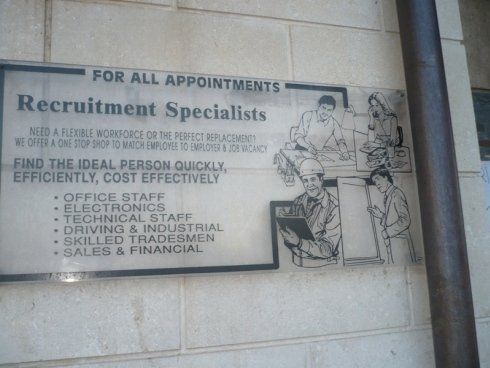 FOR ALL APPOINTMENTS
Recruitment Specialists
NEED A FLEXIBLE WORKFORCE OR THE PERFECT REPLACEMENT?
WE OFFER A ONE STOP SHOP TO MATCH EMPLOYEE TO EMPLOYER & JOB VACANCY
FIND THE IDEAL PERSON QUICKLY,
EFFICIENTLY, COST EFFECTIVELY
• OFFICE STAFF
• ELECTRONICS
• TECHNICAL STAFF
• DRIVING & INDUSTRIAL
• SKILLED TRADESMEN
• SALES & FINANCIAL